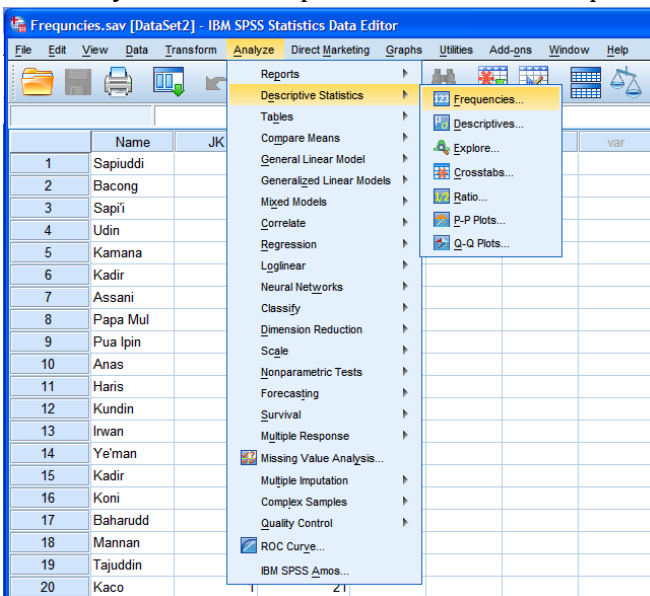 Frequncies.sav [DataSet2] - IBM SPSS Statistics Data Editor
File Edit View Data Transform Analyze Direct Marketing Graphs Utilities Add-ons Window Help
Reports
Descriptive Statistics
Tables
Compare Means
General Linear Model
Generalized Linear Models
Mixed Models
Correlate
Regression
Loglinear
Neural Networks
Classify
Dimension Reduction
Scale
Nonparametric Tests
Forecasting
Survival
Multiple Response
Missing Value Analysis...
Multiple Imputation
Complex Samples
Quality Control
ROC Curve...
IBM SPSS Amos...
123 Frequencies...
Descriptives...
Explore...
Crosstabs...
1/2 Ratio...
P-P Plots...
Q-Q Plots...
Name JK var
1 Sapiuddi
2 Bacong
3 Sapi'i
4 Udin
5 Kamana
6 Kadir
7 Assani
8 Papa Mul
9 Pua Ipin
10 Anas
11 Haris
12 Kundin
13 Irwan
14 Ye'man
15 Kadir
16 Koni
17 Baharudd
18 Mannan
19 Tajuddin
20 Kaco 1 21